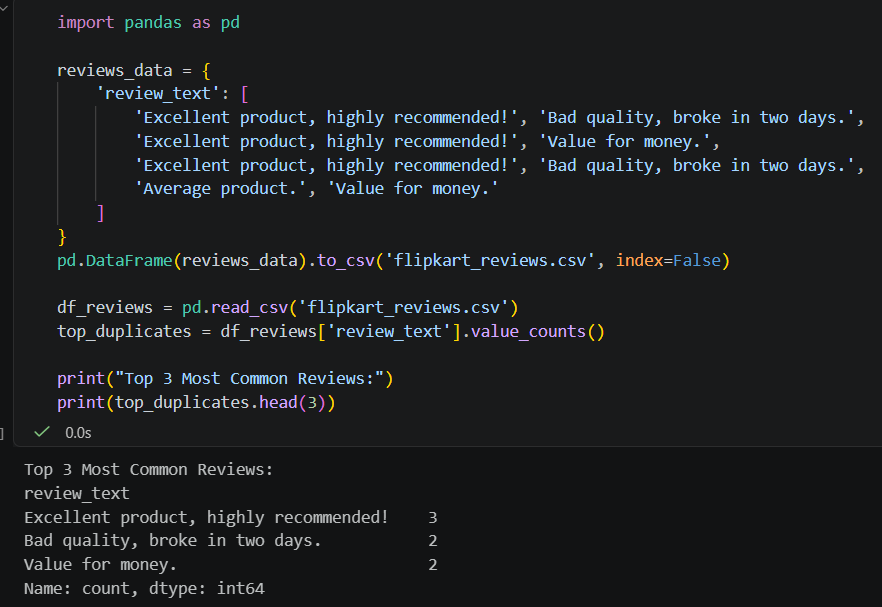 import pandas as pd
reviews_data = {
'review_text': [
'Excellent product, highly recommended!', 'Bad quality, broke in two days.',
'Excellent product, highly recommended!', 'Value for money.',
'Excellent product, highly recommended!', 'Bad quality, broke in two days.',
'Average product.', 'Value for money.'
]
}
pd.DataFrame(reviews_data).to_csv('flipkart_reviews.csv', index=False)
df_reviews = pd.read_csv('flipkart_reviews.csv')
top_duplicates = df_reviews['review_text'].value_counts()
print("Top 3 Most Common Reviews:")
print(top_duplicates.head(3))
] 0.0s
Top 3 Most Common Reviews:
review_text
Excellent product, highly recommended! 3
Bad quality, broke in two days. 2
Value for money. 2
Name: count, dtype: int64